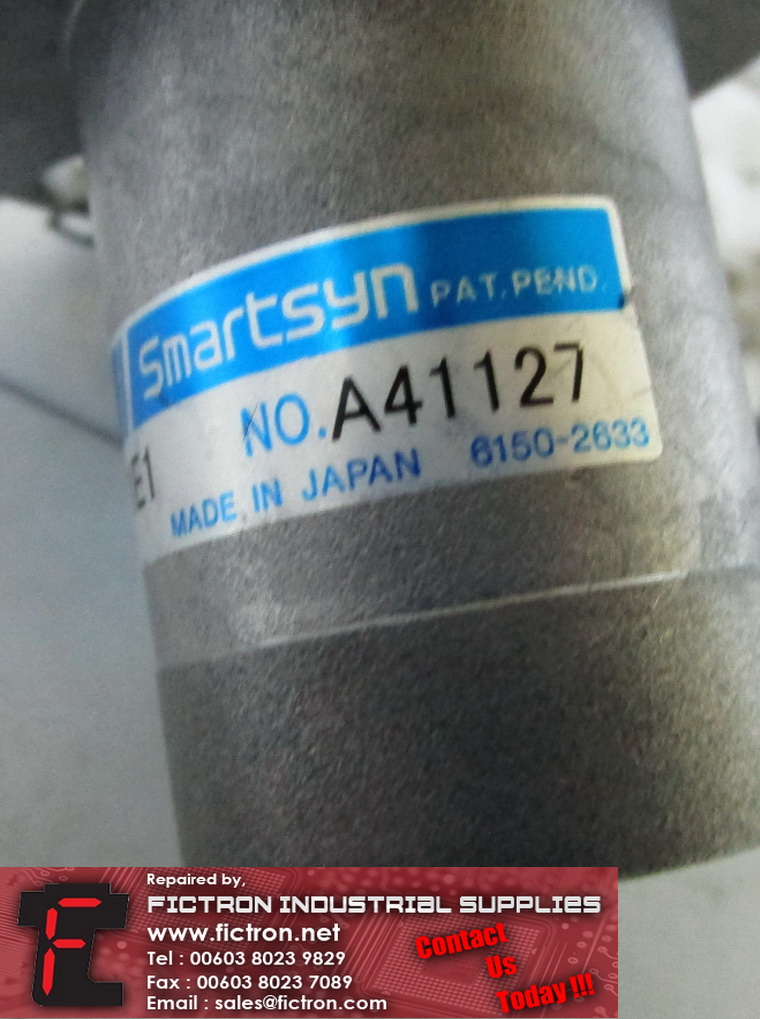 Smartsyn PAT. PEND.
E1 NO. A41127
MADE IN JAPAN 6150-2633
Repaired by,
FICTRON INDUSTRIAL SUPPLIES
www.fictron.net
Tel : 00603 8023 9829
Fax : 00603 8023 7089
Email : sales@fictron.com
Contact
Us
Today !!!